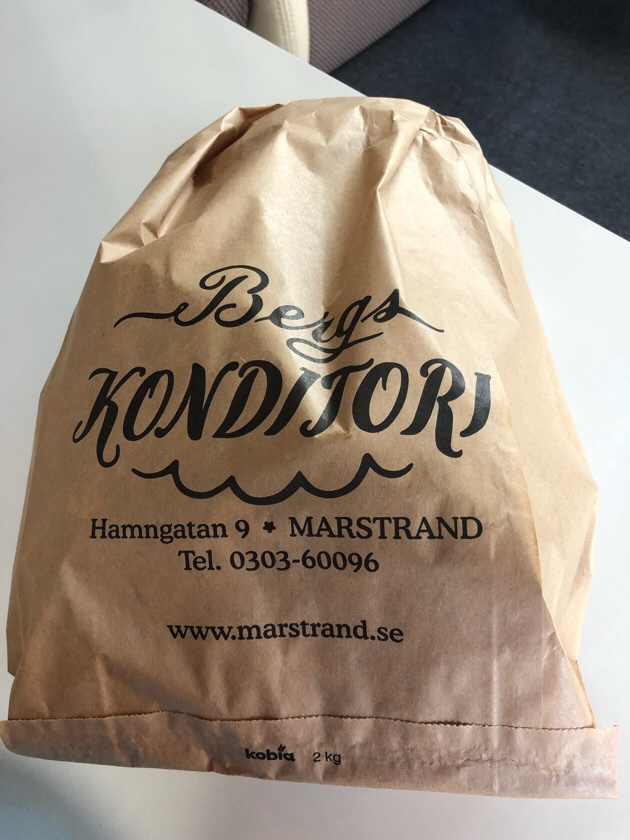 Bergs
KONDITORI
Hamngatan 9 * MARSTRAND
Tel. 0303-60096
www.marstrand.se
kobia 2 kg